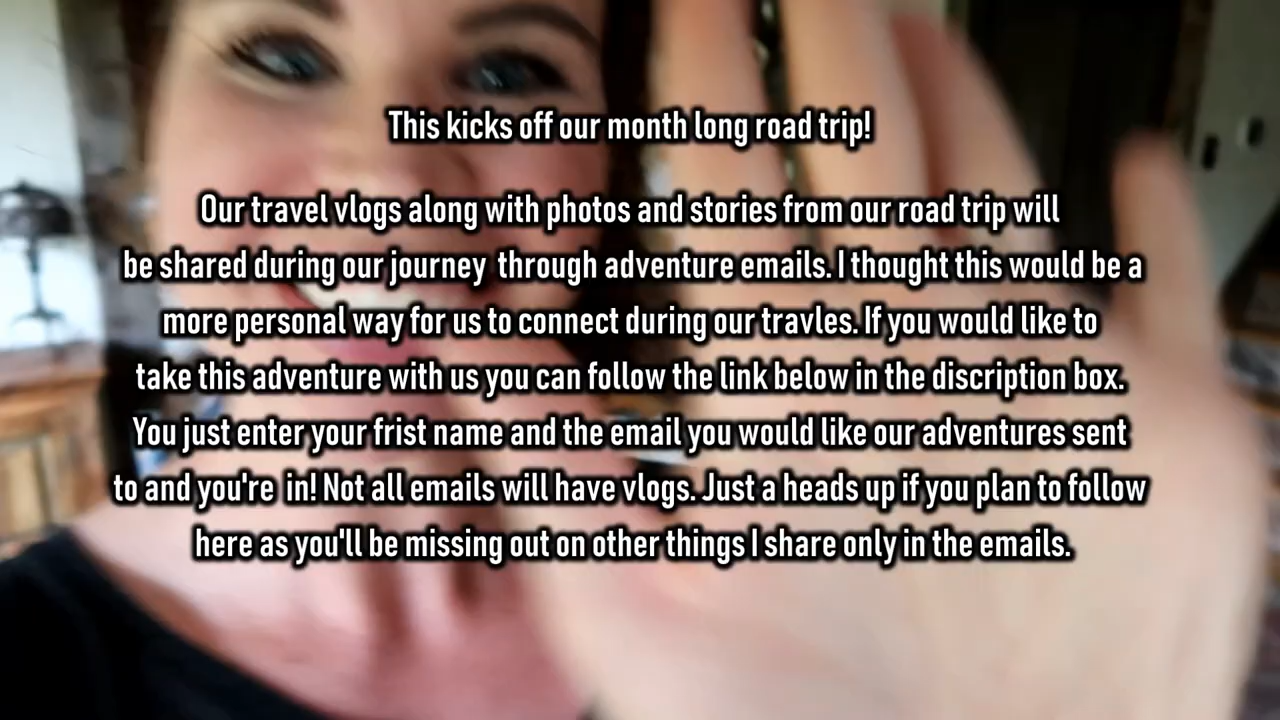 This kicks off our month long road trip!
Our travel vlogs along with photos and stories from our road trip will
be shared during our journey through adventure emails. I thought this would be a
more personal way for us to connect during our travles. If you would like to
take this adventure with us you can follow the link below in the discription box.
You just enter your frist name and the email you would like our adventures sent
to and you're in! Not all emails will have vlogs. Just a heads up if you plan to follow
here as you'll be missing out on other things I share only in the emails.